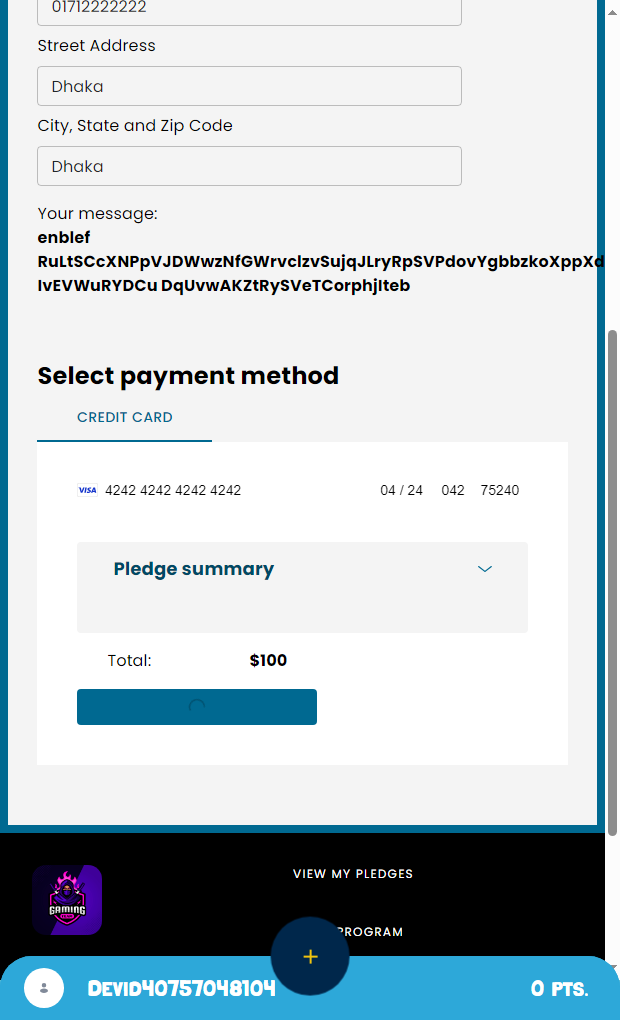 01712222222
Street Address
Dhaka
City, State and Zip Code
Dhaka
Your message:
enblef
RuLtSCcXNPpVJDWwzNfGWrvclzvSujqJLryRpSVPdovYgbbzkoXppXd
IvEVWuRYDCu DqUvwAKZtRySVeTCorphjIteb
Select payment method
CREDIT CARD
VISA 4242 4242 4242 4242 04 / 24 042 75240
Pledge summary
Total: $100
VIEW MY PLEDGES
GAMING
PROGRAM
Devid40757048104 0 PTS.